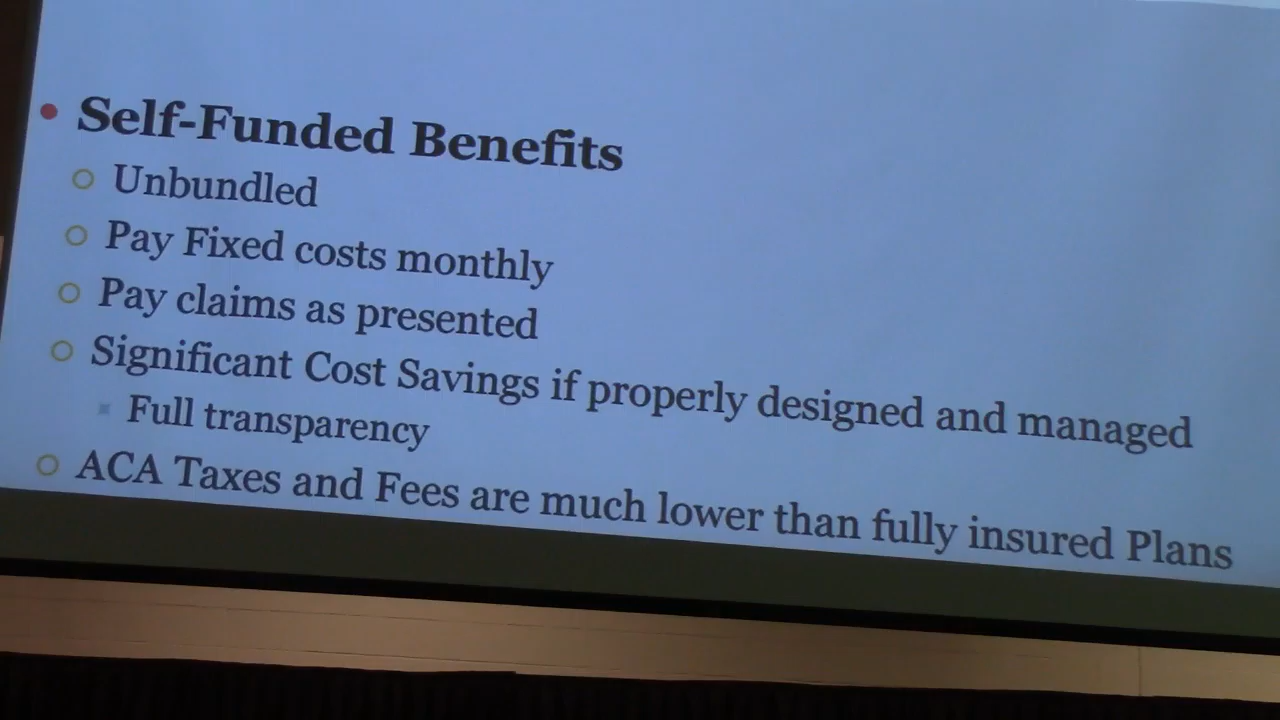 Self-Funded Benefits
Unbundled
Pay Fixed costs monthly
Pay claims as presented
Significant Cost Savings if properly designed and managed
Full transparency
ACA Taxes and Fees are much lower than fully insured Plans